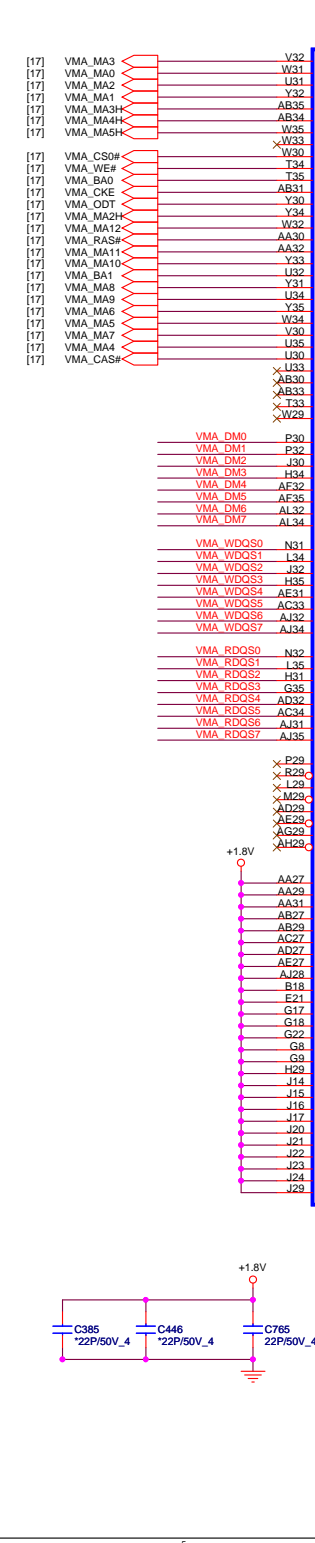 [17] VMA_MA3 V32
[17] VMA_MA0 W31
[17] VMA_MA2 U31
[17] VMA_MA1 Y32
[17] VMA_MA3H AB35
[17] VMA_MA4H AB34
[17] VMA_MA5H W35
W33
[17] VMA_CS0# W30
[17] VMA_WE# T34
[17] VMA_BA0 T35
[17] VMA_CKE AB31
[17] VMA_ODT Y30
[17] VMA_MA2H Y34
[17] VMA_MA12 W32
[17] VMA_RAS# AA30
[17] VMA_MA11 AA32
[17] VMA_MA10 Y33
[17] VMA_BA1 U32
[17] VMA_MA8 Y31
[17] VMA_MA9 U34
[17] VMA_MA6 Y35
[17] VMA_MA5 W34
[17] VMA_MA7 V30
[17] VMA_MA4 U35
[17] VMA_CAS# U30
U33
AB30
AB33
T33
W29
VMA_DM0 P30
VMA_DM1 P32
VMA_DM2 J30
VMA_DM3 H34
VMA_DM4 AF32
VMA_DM5 AF35
VMA_DM6 AL32
VMA_DM7 AL34
VMA_WDQS0 N31
VMA_WDQS1 L34
VMA_WDQS2 J32
VMA_WDQS3 H35
VMA_WDQS4 AE31
VMA_WDQS5 AC33
VMA_WDQS6 AJ32
VMA_WDQS7 AJ34
VMA_RDQS0 N32
VMA_RDQS1 L35
VMA_RDQS2 H31
VMA_RDQS3 G35
VMA_RDQS4 AD32
VMA_RDQS5 AC34
VMA_RDQS6 AJ31
VMA_RDQS7 AJ35
P29
R29
L29
M29
AD29
AE29
AG29
AH29
+1.8V
AA27
AA29
AA31
AB27
AB29
AC27
AD27
AE27
AJ28
B18
E21
G17
G18
G22
G8
G9
H29
J14
J15
J16
J17
J20
J21
J22
J23
J24
J29
+1.8V
C385 C446 C765
*22P/50V_4 *22P/50V_4 22P/50V_4